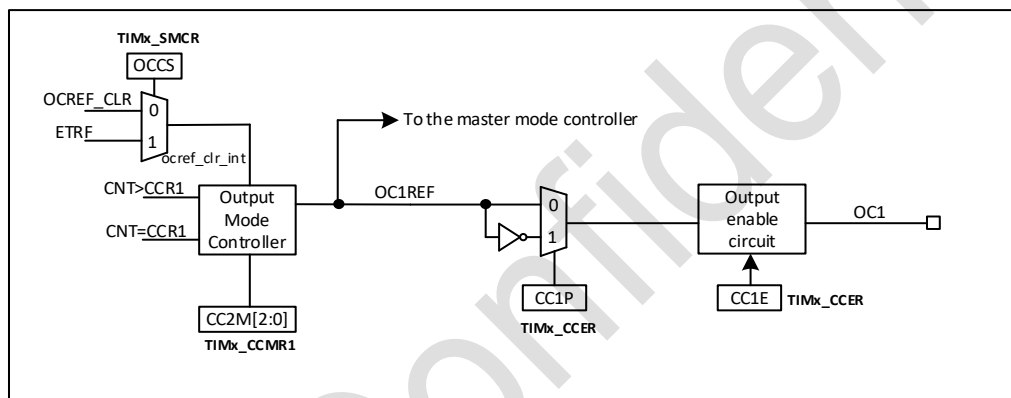 TIMx_SMCR
OCCS
OCREF_CLR
0
ETRF
1
ocref_clr_int
To the master mode controller
CNT>CCR1
CNT=CCR1
Output
Mode
Controller
OC1REF
0
1
Output
enable
circuit
OC1
CC1P
TIMx_CCER
CC1E
TIMx_CCER
CC2M[2:0]
TIMx_CCMR1
Confiden